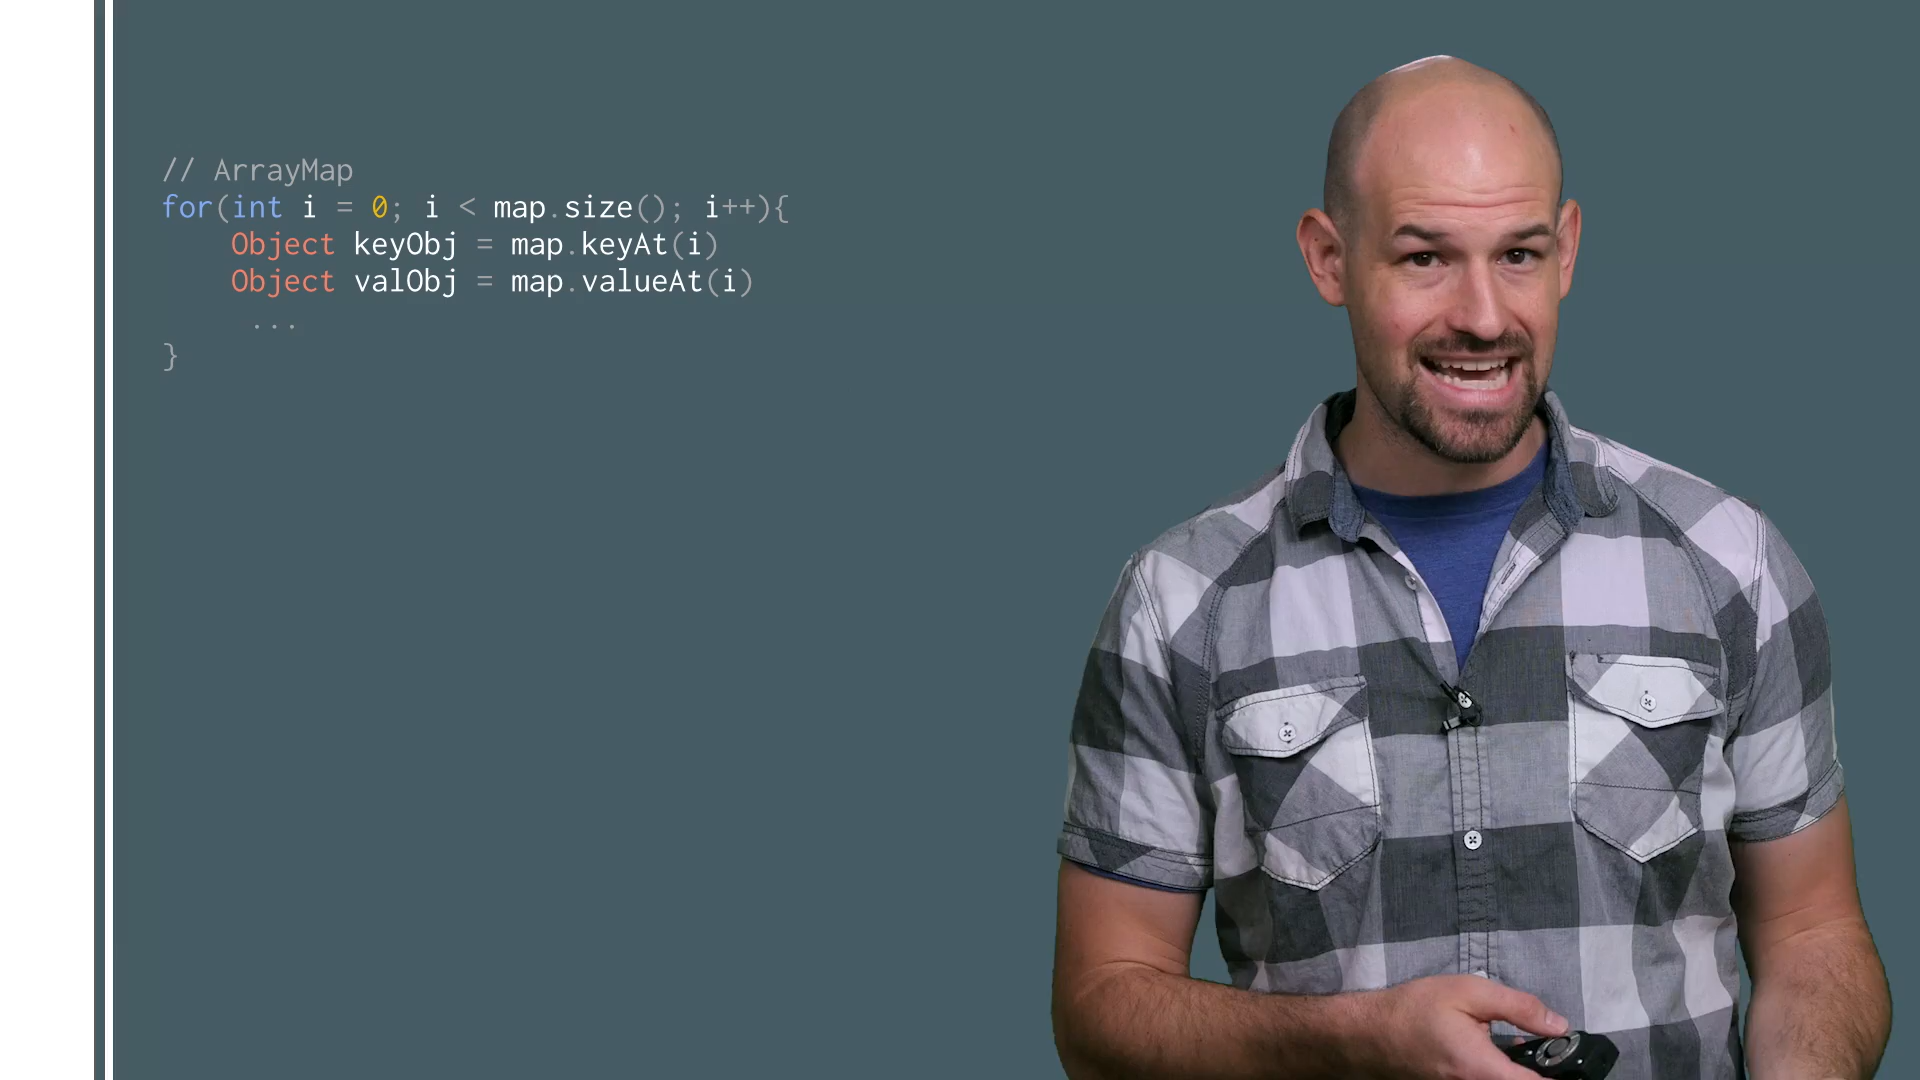 // ArrayMap
for(int i = 0; i < map.size(); i++){
Object keyObj = map.keyAt(i)
Object valObj = map.valueAt(i)
...
}